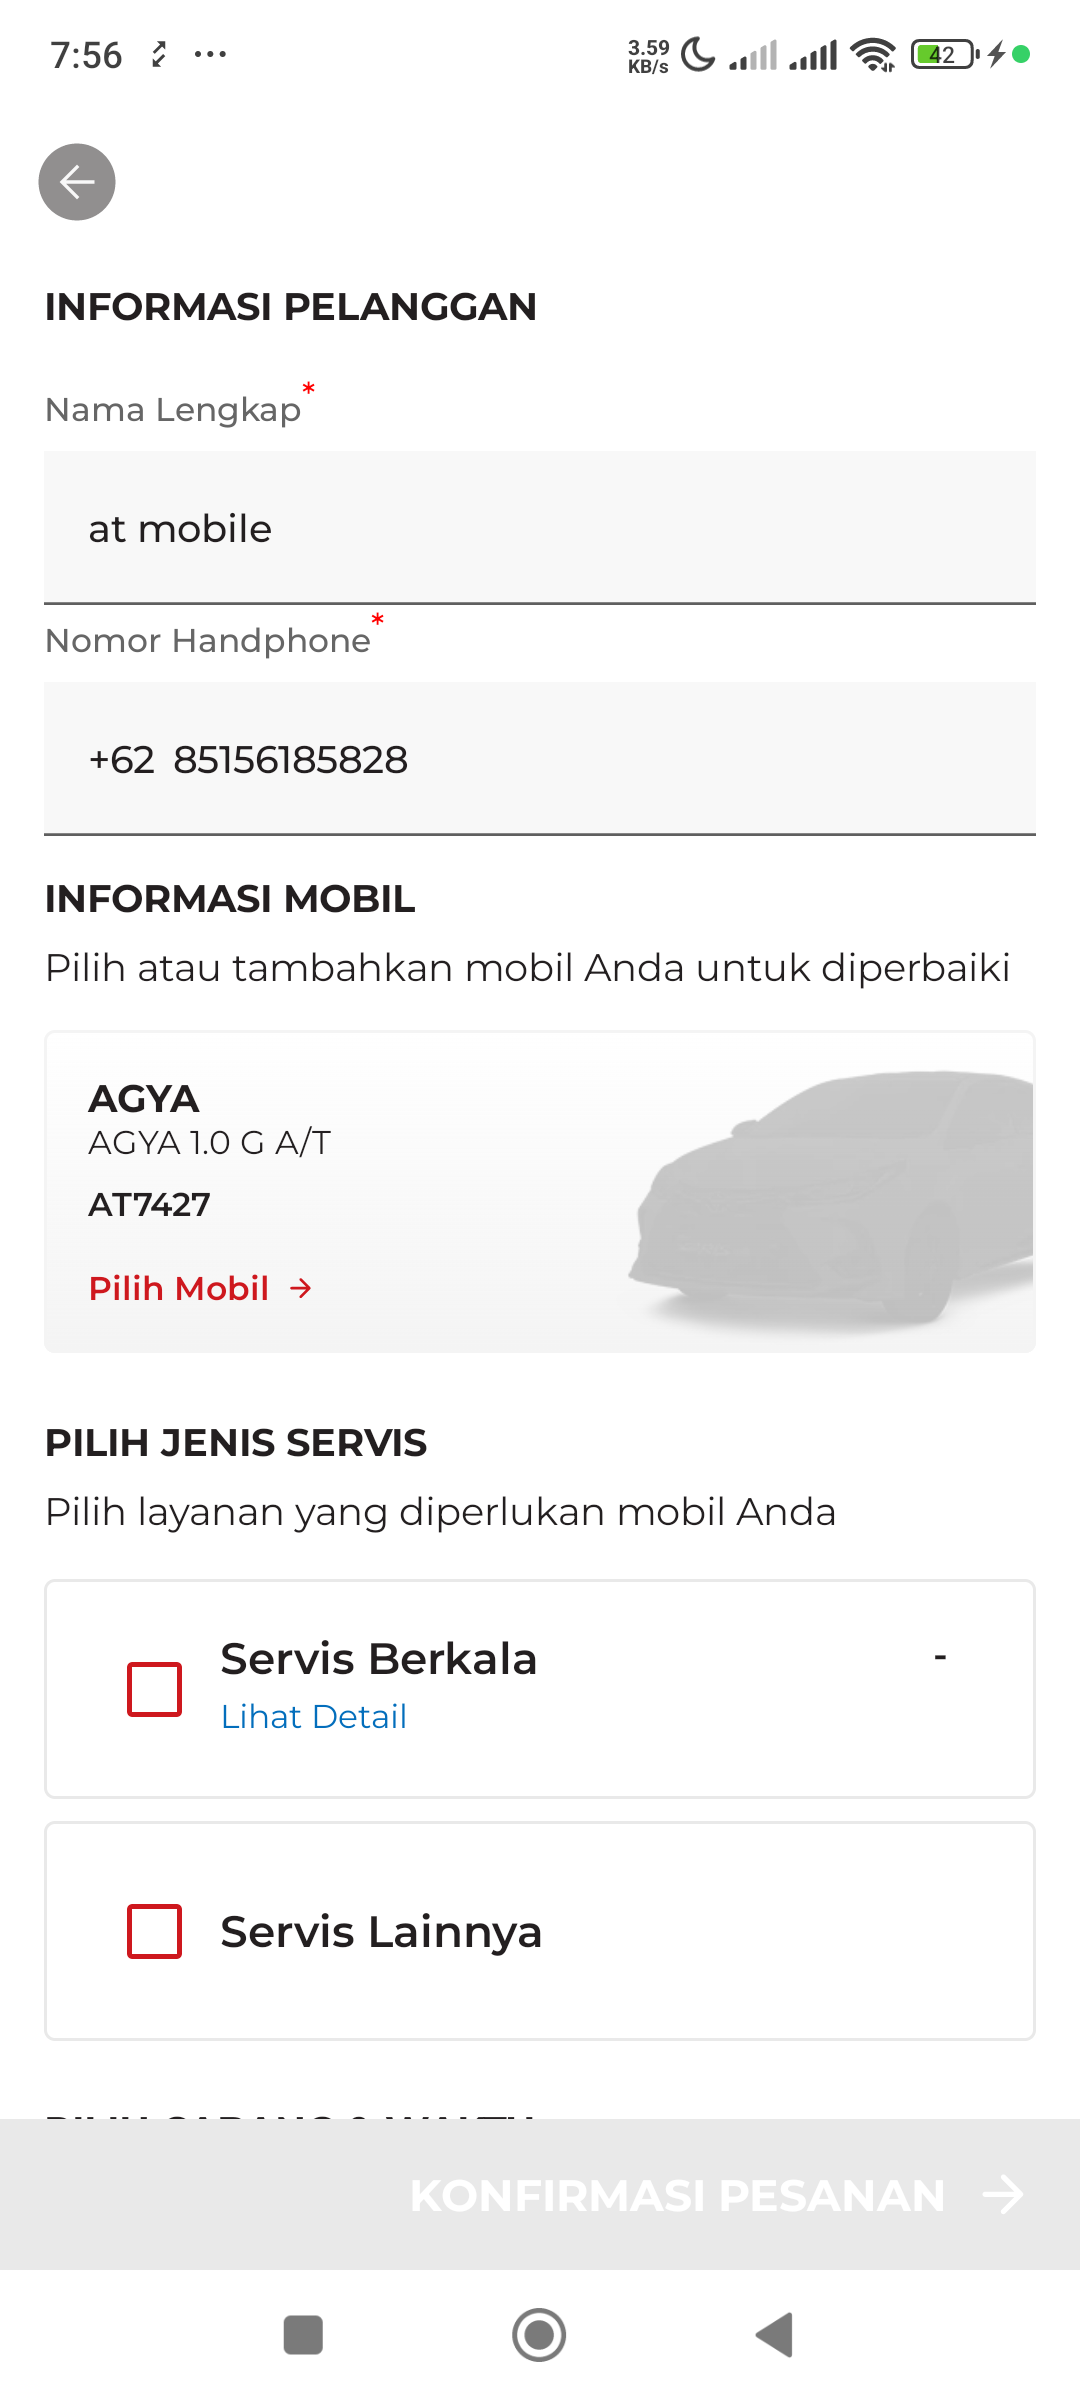 7:56
3.59
KB/s
42
INFORMASI PELANGGAN
Nama Lengkap*
at mobile
Nomor Handphone*
+62 85156185828
INFORMASI MOBIL
Pilih atau tambahkan mobil Anda untuk diperbaiki
AGYA
AGYA 1.0 G A/T
AT7427
Pilih Mobil →
PILIH JENIS SERVIS
Pilih layanan yang diperlukan mobil Anda
Servis Berkala -
Lihat Detail
Servis Lainnya
KONFIRMASI PESANAN →